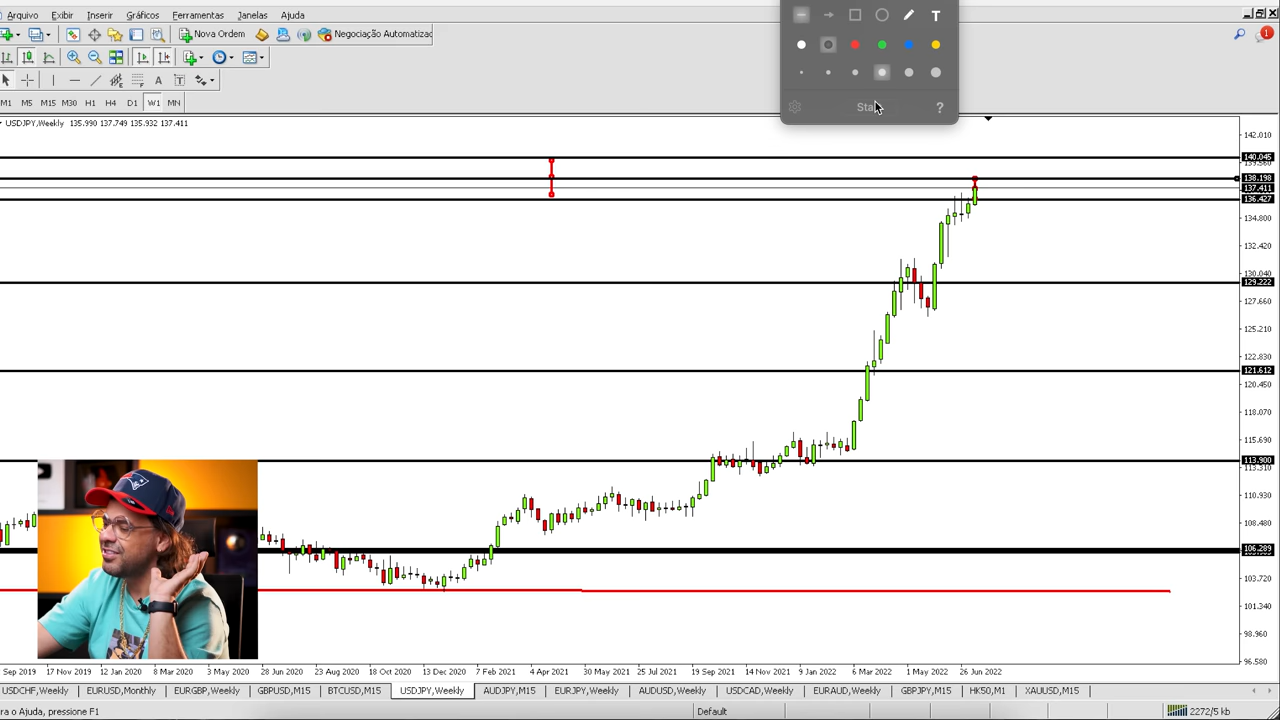 Arquivo Exibir Inserir Gráficos Ferramentas Janelas Ajuda
Nova Ordem
Negociação Automatizac
A T
M1 M5 M15 M30 H1 H4 D1 W1 MN
T
Sta
?
1
USDJPY,Weekly 135.990 137.749 135.932 137.411
142.010
140.045
138.198
137.411
136.427
134.800
132.420
130.040
129.222
127.660
125.210
122.830
121.612
120.450
118.070
115.690
113.900
113.310
110.930
108.480
106.289
103.720
101.340
98.960
96.580
Sep 2019 17 Nov 2019 12 Jan 2020 8 Mar 2020 3 May 2020 28 Jun 2020 23 Aug 2020 18 Oct 2020 13 Dec 2020 7 Feb 2021 4 Apr 2021 30 May 2021 25 Jul 2021 19 Sep 2021 14 Nov 2021 9 Jan 2022 6 Mar 2022 1 May 2022 26 Jun 2022
USDCHF,Weekly EURUSD,Monthly EURGBP,Weekly GBPUSD,M15 BTCUSD,M15 USDJPY,Weekly AUDJPY,M15 EURJPY,Weekly AUDUSD,Weekly USDCAD,Weekly EURAUD,Weekly GBPJPY,M15 HK50,M1 XAUUSD,M15
ra o Ajuda, pressione F1
Default
2272/5 kb